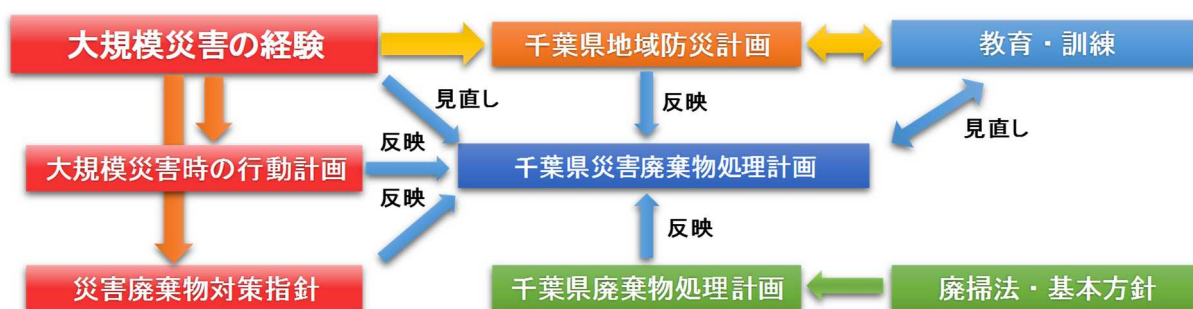 大規模災害の経験
千葉県地域防災計画
教育・訓練
見直し
反映
見直し
反映
大規模災害時の行動計画
千葉県災害廃棄物処理計画
反映
反映
災害廃棄物対策指針
千葉県廃棄物処理計画
廃掃法・基本方針